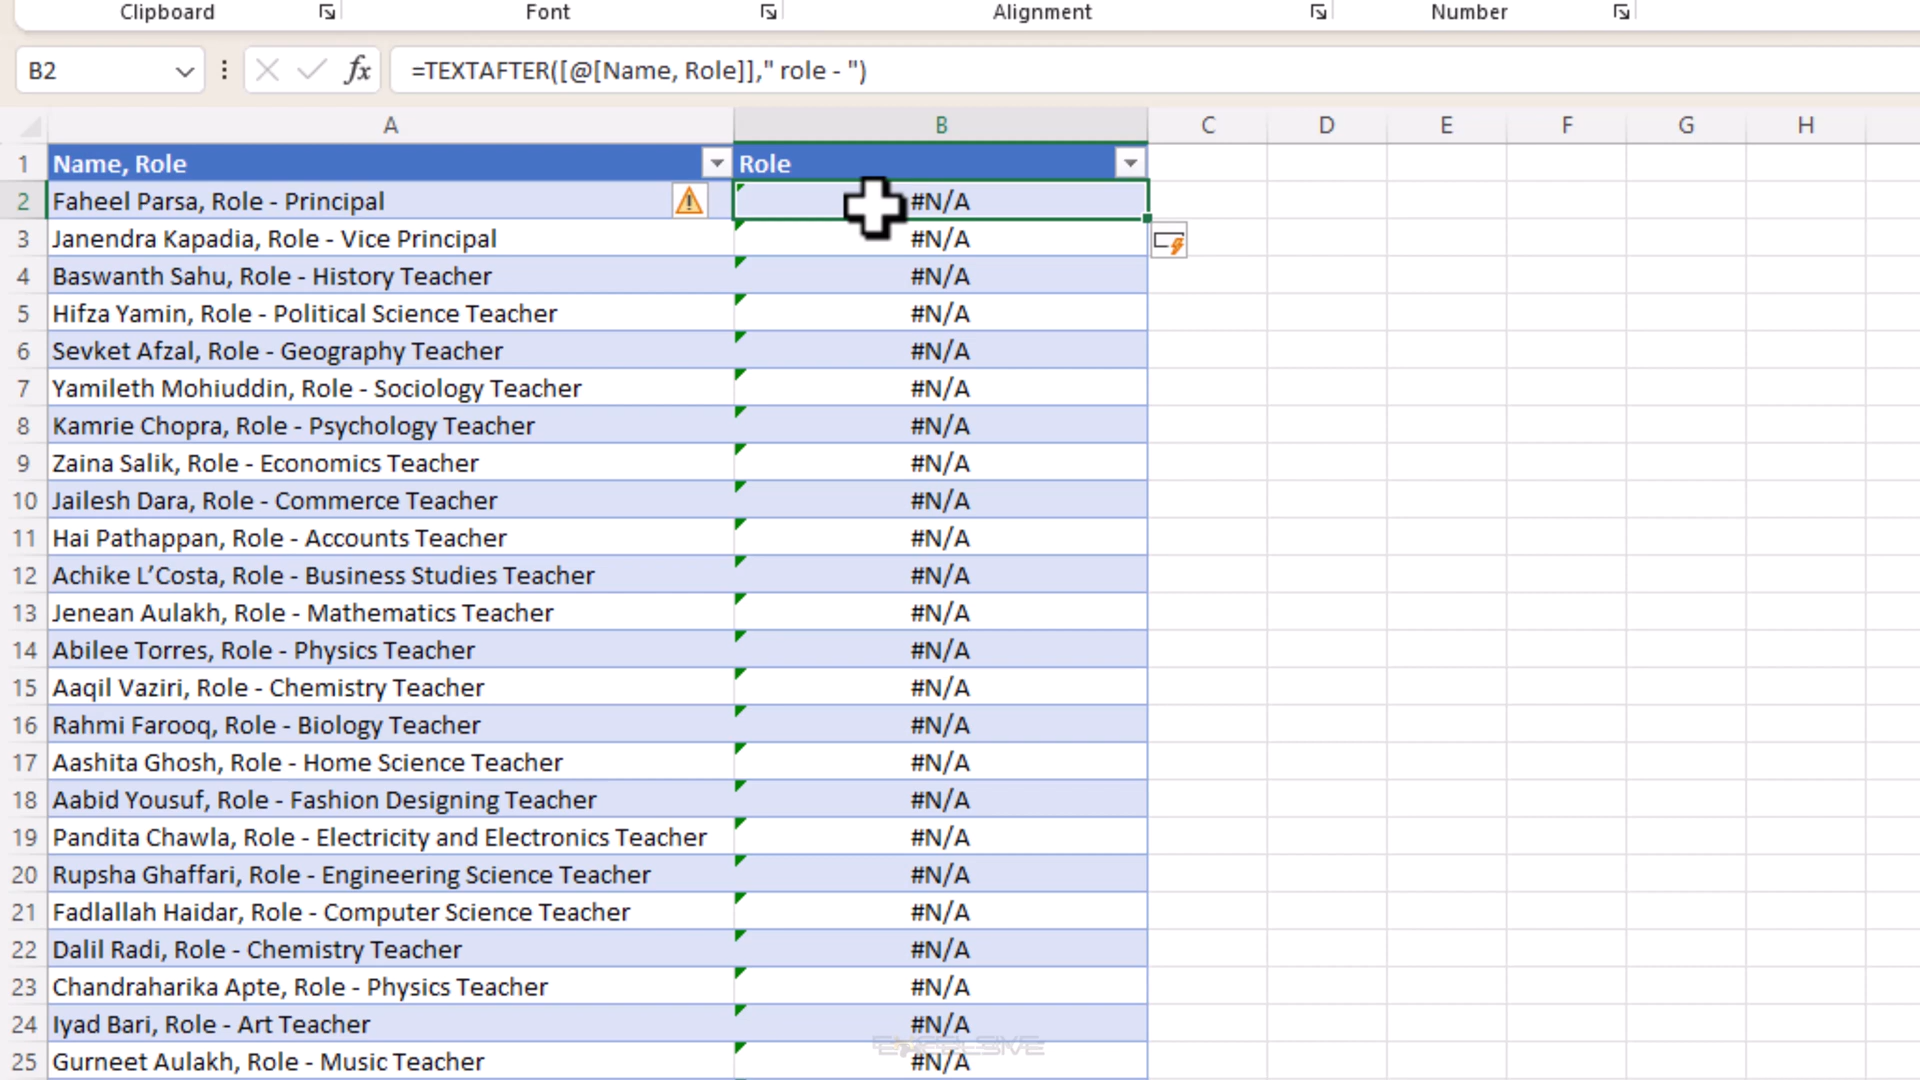 Clipboard Font Alignment Number
B2 fx =TEXTAFTER([@[Name, Role]]," role - ")
A B C D E F G H
1 Name, Role Role
2 Faheel Parsa, Role - Principal #N/A
3 Janendra Kapadia, Role - Vice Principal #N/A
4 Baswanth Sahu, Role - History Teacher #N/A
5 Hifza Yamin, Role - Political Science Teacher #N/A
6 Sevket Afzal, Role - Geography Teacher #N/A
7 Yamileth Mohiuddin, Role - Sociology Teacher #N/A
8 Kamrie Chopra, Role - Psychology Teacher #N/A
9 Zaina Salik, Role - Economics Teacher #N/A
10 Jailesh Dara, Role - Commerce Teacher #N/A
11 Hai Pathappan, Role - Accounts Teacher #N/A
12 Achike L’Costa, Role - Business Studies Teacher #N/A
13 Jenean Aulakh, Role - Mathematics Teacher #N/A
14 Abilee Torres, Role - Physics Teacher #N/A
15 Aaqil Vaziri, Role - Chemistry Teacher #N/A
16 Rahmi Farooq, Role - Biology Teacher #N/A
17 Aashita Ghosh, Role - Home Science Teacher #N/A
18 Aabid Yousuf, Role - Fashion Designing Teacher #N/A
19 Pandita Chawla, Role - Electricity and Electronics Teacher #N/A
20 Rupsha Ghaffari, Role - Engineering Science Teacher #N/A
21 Fadlallah Haidar, Role - Computer Science Teacher #N/A
22 Dalil Radi, Role - Chemistry Teacher #N/A
23 Chandraharika Apte, Role - Physics Teacher #N/A
24 Iyad Bari, Role - Art Teacher #N/A
25 Gurneet Aulakh, Role - Music Teacher #N/A